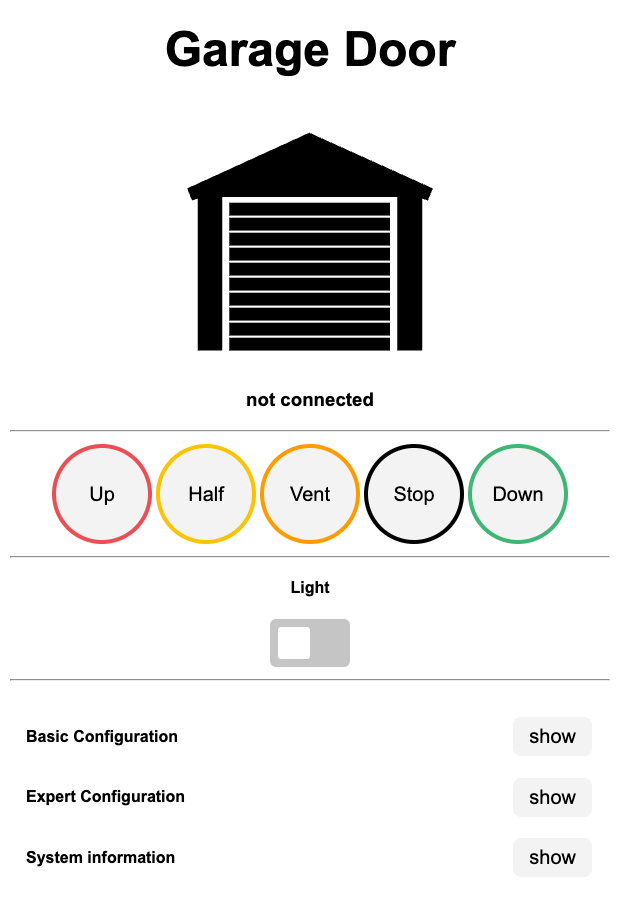 Garage Door
not connected
Up Half Vent Stop Down
Light
Basic Configuration show
Expert Configuration show
System information show